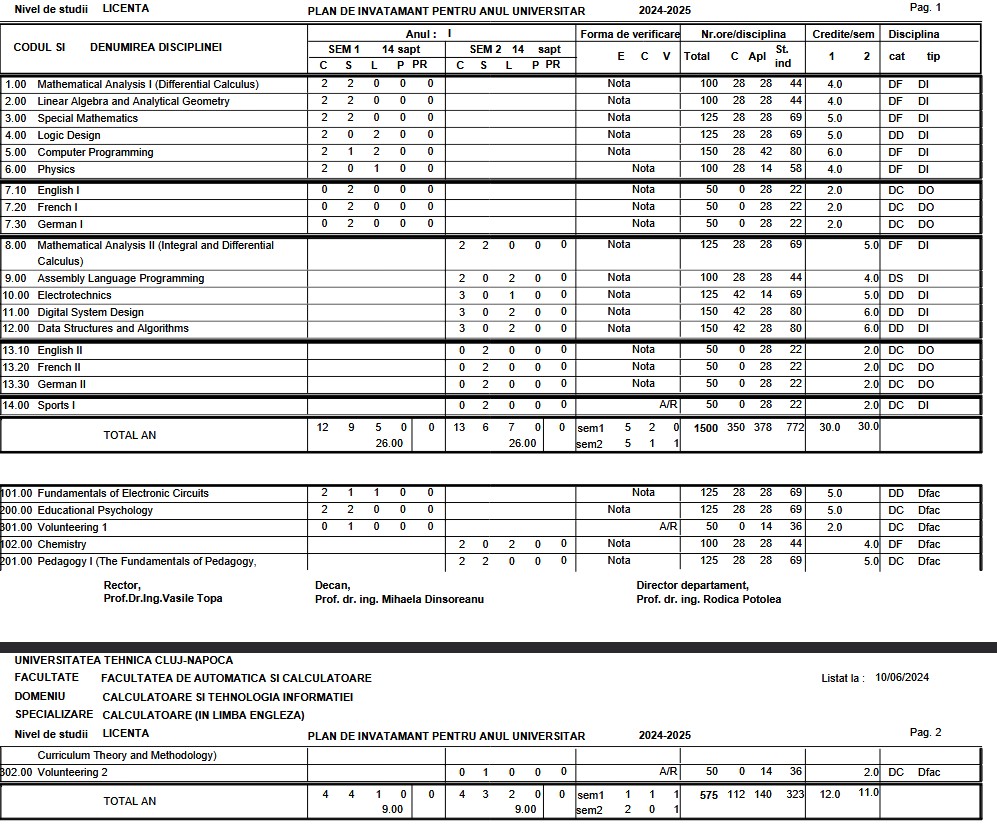 Nivel de studii LICENTA PLAN DE INVATAMANT PENTRU ANUL UNIVERSITAR 2024-2025 Pag. 1
Anul : I Forma de verificare Nr.ore/disciplina Credite/sem Disciplina
CODUL SI DENUMIREA DISCIPLINEI SEM 1 14 sapt SEM 2 14 sapt E C V Total C Apl St. ind 1 2 cat tip
C S L P PR C S L P PR
1.00 Mathematical Analysis I (Differential Calculus) 2 2 0 0 0 Nota 100 28 28 44 4.0 DF DI
2.00 Linear Algebra and Analytical Geometry 2 2 0 0 0 Nota 100 28 28 44 4.0 DF DI
3.00 Special Mathematics 2 2 0 0 0 Nota 125 28 28 69 5.0 DF DI
4.00 Logic Design 2 0 2 0 0 Nota 125 28 28 69 5.0 DD DI
5.00 Computer Programming 2 1 2 0 0 Nota 150 28 42 80 6.0 DF DI
6.00 Physics 2 0 1 0 0 Nota 100 28 14 58 4.0 DF DI
7.10 English I 0 2 0 0 0 Nota 50 0 28 22 2.0 DC DO
7.20 French I 0 2 0 0 0 Nota 50 0 28 22 2.0 DC DO
7.30 German I 0 2 0 0 0 Nota 50 0 28 22 2.0 DC DO
8.00 Mathematical Analysis II (Integral and Differential 2 2 0 0 0 Nota 125 28 28 69 5.0 DF DI
Calculus)
9.00 Assembly Language Programming 2 0 2 0 0 Nota 100 28 28 44 4.0 DS DI
10.00 Electrotechnics 3 0 1 0 0 Nota 125 42 14 69 5.0 DD DI
11.00 Digital System Design 3 0 2 0 0 Nota 150 42 28 80 6.0 DD DI
12.00 Data Structures and Algorithms 3 0 2 0 0 Nota 150 42 28 80 6.0 DD DI
13.10 English II 0 2 0 0 0 Nota 50 0 28 22 2.0 DC DO
13.20 French II 0 2 0 0 0 Nota 50 0 28 22 2.0 DC DO
13.30 German II 0 2 0 0 0 Nota 50 0 28 22 2.0 DC DO
14.00 Sports I 0 2 0 0 0 A/R 50 0 28 22 2.0 DC DI
TOTAL AN 12 9 5 0 0 13 6 7 0 0 sem1 5 2 0 1500 350 378 772 30.0 30.0
26.00 26.00 sem2 5 1 1
101.00 Fundamentals of Electronic Circuits 2 1 1 0 0 Nota 125 28 28 69 5.0 DD Dfac
200.00 Educational Psychology 2 2 0 0 0 Nota 125 28 28 69 5.0 DC Dfac
301.00 Volunteering 1 0 1 0 0 0 A/R 50 0 14 36 2.0 DC Dfac
102.00 Chemistry 2 0 2 0 0 Nota 100 28 28 44 4.0 DF Dfac
201.00 Pedagogy I (The Fundamentals of Pedagogy, 2 2 0 0 0 Nota 125 28 28 69 5.0 DC Dfac
Rector, Decan, Director departament,
Prof.Dr.Ing.Vasile Topa Prof. dr. ing. Mihaela Dinsoreanu Prof. dr. ing. Rodica Potolea
UNIVERSITATEA TEHNICA CLUJ-NAPOCA
FACULTATE FACULTATEA DE AUTOMATICA SI CALCULATOARE Listat la : 10/06/2024
DOMENIU CALCULATOARE SI TEHNOLOGIA INFORMATIEI
SPECIALIZARE CALCULATOARE (IN LIMBA ENGLEZA)
Nivel de studii LICENTA PLAN DE INVATAMANT PENTRU ANUL UNIVERSITAR 2024-2025 Pag. 2
Curriculum Theory and Methodology)
302.00 Volunteering 2 0 1 0 0 0 A/R 50 0 14 36 2.0 DC Dfac
TOTAL AN 4 4 1 0 0 4 3 2 0 0 sem1 1 1 1 575 112 140 323 12.0 11.0
9.00 9.00 sem2 2 0 1